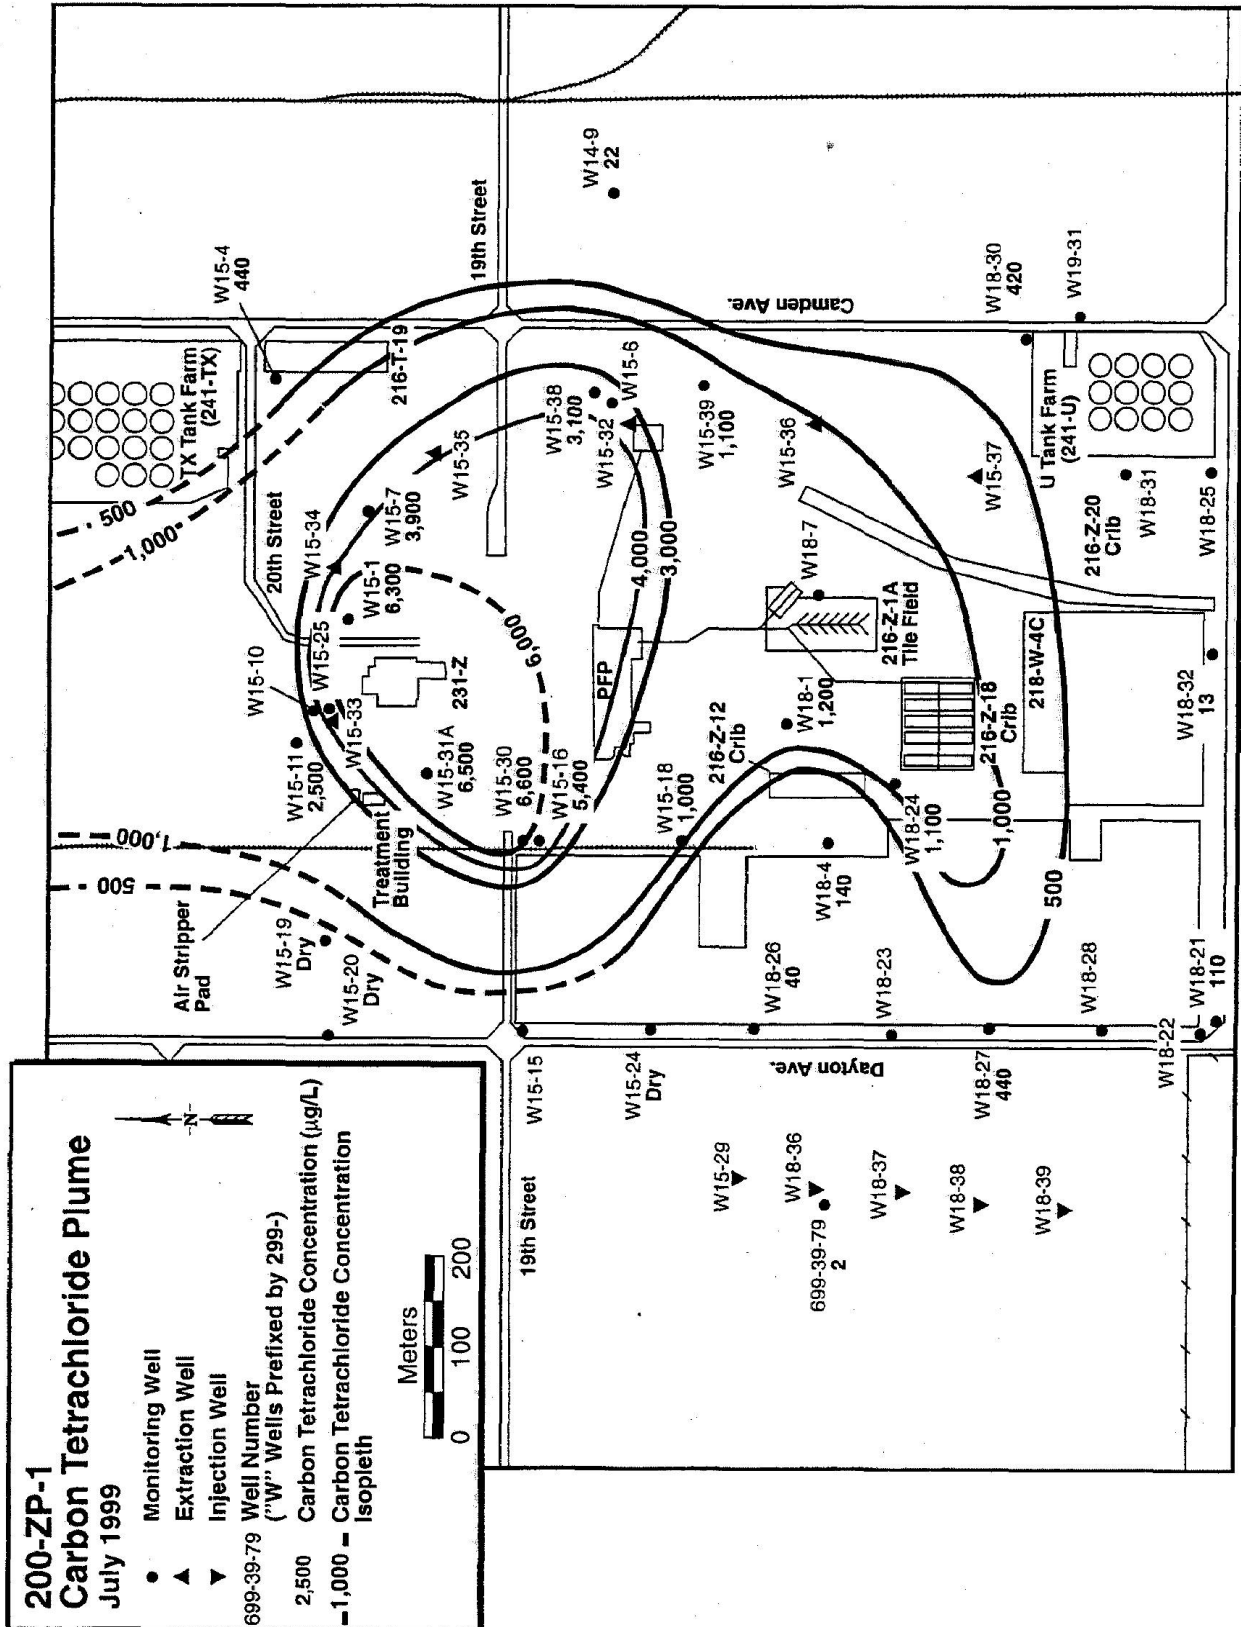 200-ZP-1
Carbon Tetrachloride Plume
July 1999
Monitoring Well
Extraction Well
Injection Well
699-39-79 Well Number
("W" Wells Prefixed by 299-)
2,500 Carbon Tetrachloride Concentration (µg/L)
1,000 Carbon Tetrachloride Concentration
Isopleth
Meters
0 100 200
-N-
500
1,000
1,000
500
Air Stripper
Pad
W15-19
Dry
W15-20
Dry
Treatment
Building
W15-11
2,500
W15-10
W15-25
W15-33
W15-34
20th Street
TX Tank Farm
(241-TX)
W15-4
440
216-T-19
W15-1
6,300
W15-7
3,900
W15-35
231-Z
W15-31A
6,500
6,000
W15-30
6,600
W15-16
5,400
19th Street
19th Street
W15-15
W15-38
3,100
W15-32
W15-6
W14-9
22
PFP
4,000
3,000
W15-18
1,000
W15-24
Dry
W15-39
1,100
Camden Ave.
W15-29
216-Z-12
Crib
W18-26
40
Dayton Ave.
W18-36
699-39-79
2
W18-1
1,200
W18-7
W15-36
W18-4
140
W18-37
W18-23
216-Z-1A
Tile Field
W18-24
1,100
W18-38
W18-27
440
216-Z-18
Crib
1,000
W15-37
W18-30
420
W19-31
W18-39
500
218-W-4C
U Tank Farm
(241-U)
W18-28
216-Z-20
Crib
W18-31
W18-22
W18-21
110
W18-32
13
W18-25